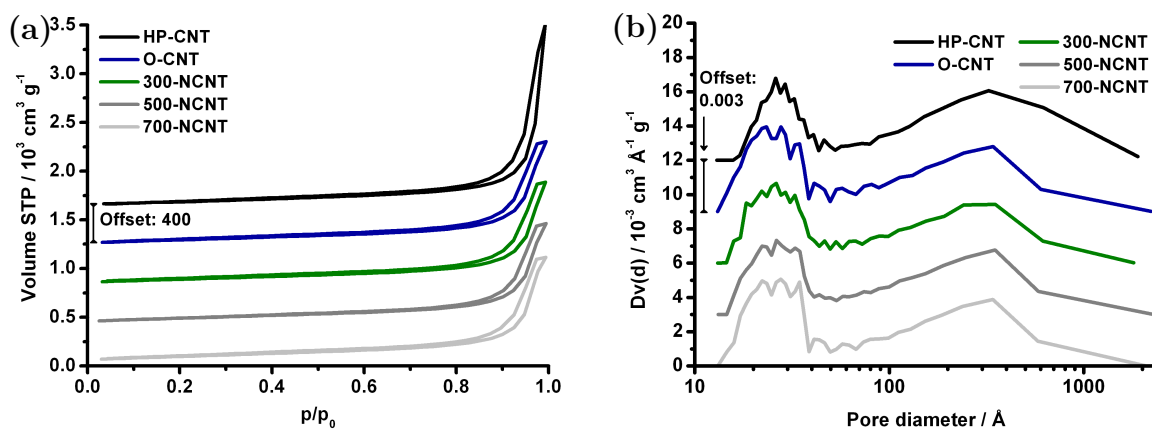 (a)
3.5
3.0
2.5
2.0
1.5
1.0
0.5
0.0
Volume STP / 10³ cm³ g⁻¹
HP-CNT
O-CNT
300-NCNT
500-NCNT
700-NCNT
Offset: 400
0.0 0.2 0.4 0.6 0.8 1.0
p/p₀
(b)
20
18
16
14
12
10
8
6
4
2
0
Dv(d) / 10⁻³ cm³ Å⁻¹ g⁻¹
HP-CNT 300-NCNT
O-CNT 500-NCNT
700-NCNT
Offset:
0.003
10 100 1000
Pore diameter / Å